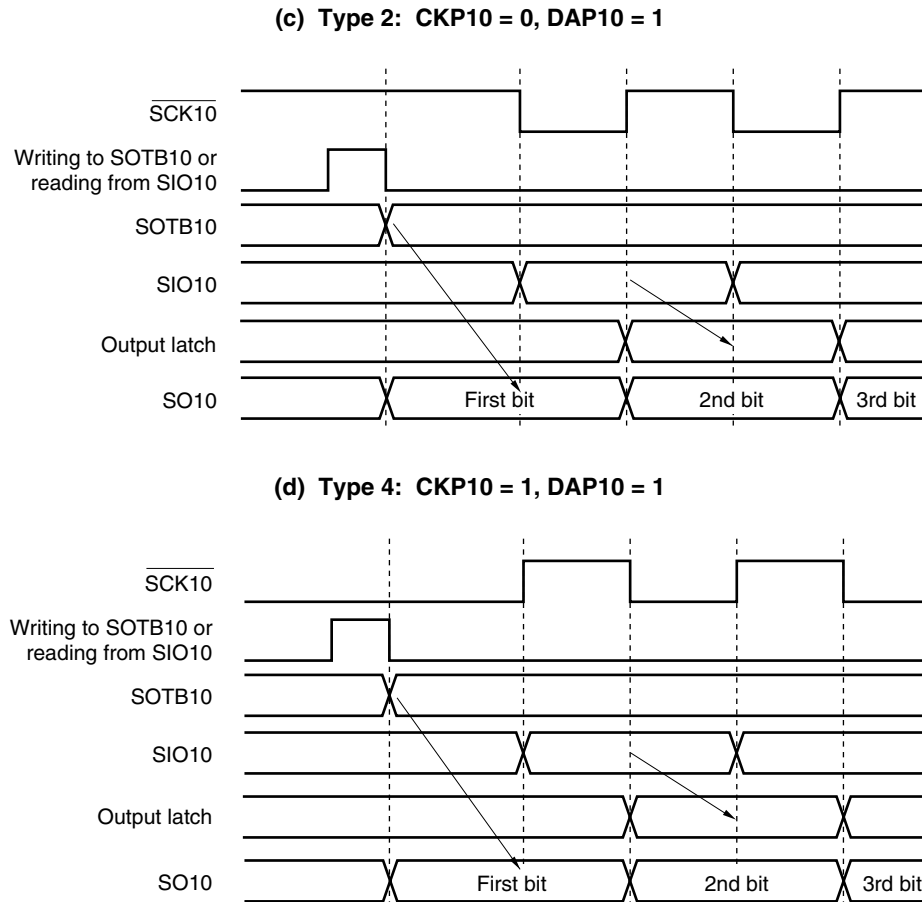 (c) Type 2: CKP10 = 0, DAP10 = 1
SCK10
Writing to SOTB10 or
reading from SIO10
SOTB10
SIO10
Output latch
SO10
First bit
2nd bit
3rd bit
(d) Type 4: CKP10 = 1, DAP10 = 1
SCK10
Writing to SOTB10 or
reading from SIO10
SOTB10
SIO10
Output latch
SO10
First bit
2nd bit
3rd bit